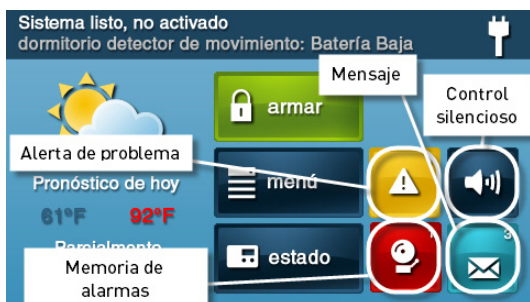 Sistema listo, no activado
dormitorio detector de movimiento: Batería Baja
Mensaje
Control
silencioso
armar
Alerta de problema
Pronóstico de hoy
menú
61°F 92°F
Parcialmente
estado
3
Memoria de
alarmas